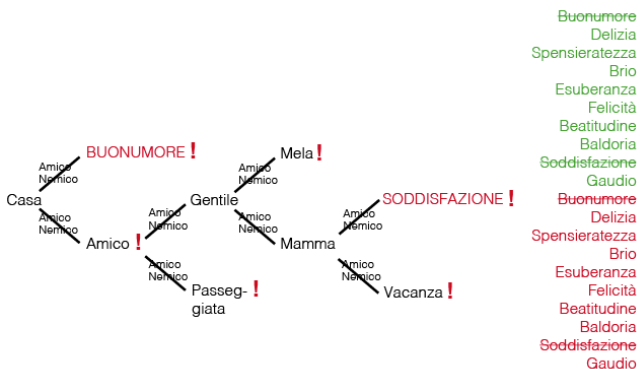 BUONUMORE !
Amico
Nemico
Mela !
Amico
Nemico
Casa
Gentile
SODDISFAZIONE !
Amico
Nemico
Amico
Nemico
Amico
Nemico
Amico
Nemico
Amico !
Mamma
Amico
Nemico
Amico
Nemico
Passeg-
giata
!
Vacanza !
Buonumore
Delizia
Spensieratezza
Brio
Esuberanza
Felicità
Beatitudine
Baldoria
Soddisfazione
Gaudio
Buonumore
Delizia
Spensieratezza
Brio
Esuberanza
Felicità
Beatitudine
Baldoria
Soddisfazione
Gaudio